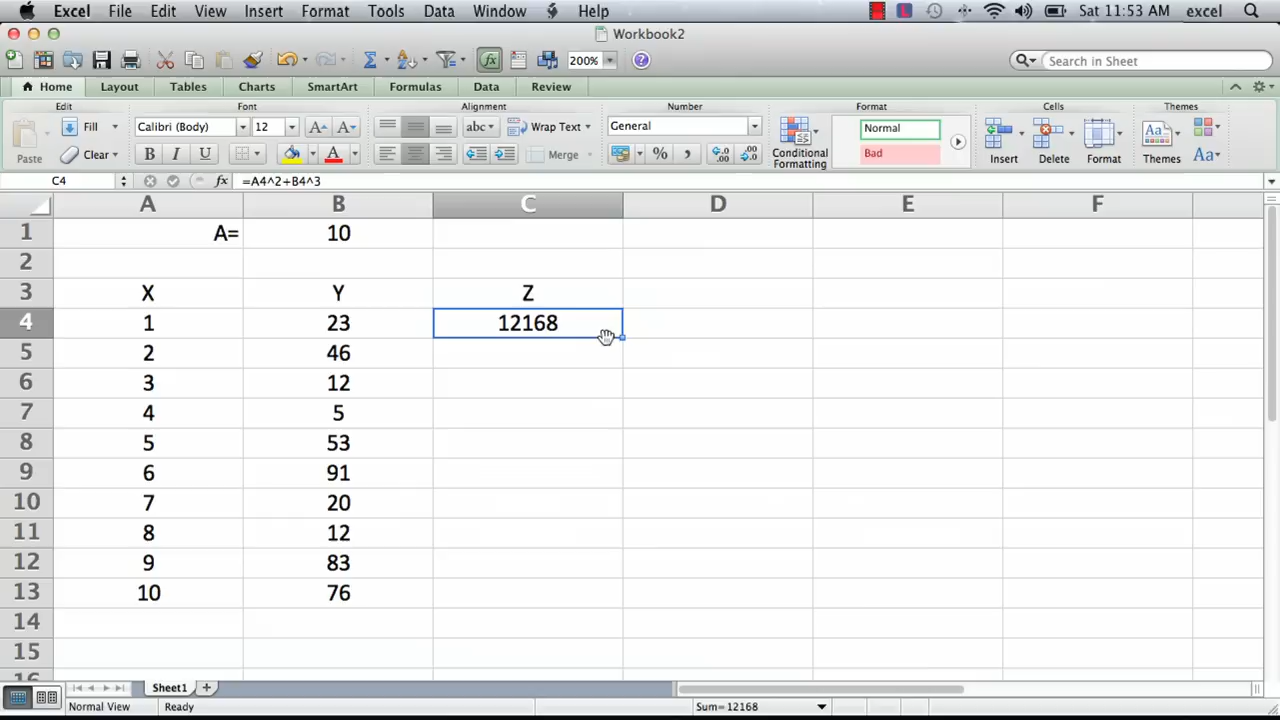 Excel File Edit View Insert Format Tools Data Window Help Sat 11:53 AM excel
Workbook2
200% Search in Sheet
Home Layout Tables Charts SmartArt Formulas Data Review
Edit Font Alignment Number Format Cells Themes
Fill Calibri (Body) 12 A A abc Wrap Text General Normal
Paste Clear B I U A Merge % Conditional Formatting Bad Insert Delete Format Themes Aa
C4 fx =A4^2+B4^3
A B C D E F
1 A= 10
2
3 X Y Z
4 1 23 12168
5 2 46
6 3 12
7 4 5
8 5 53
9 6 91
10 7 20
11 8 12
12 9 83
13 10 76
14
15
16
Sheet1
Normal View Ready Sum=12168